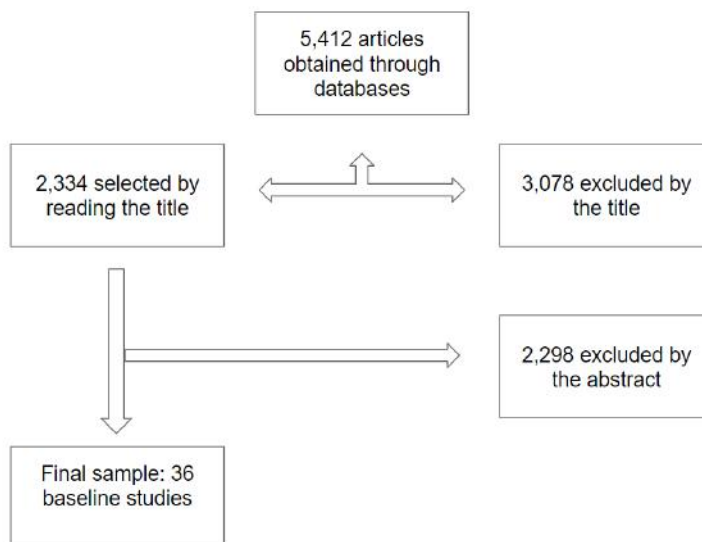 5,412 articles
obtained through
databases
2,334 selected by
reading the title
3,078 excluded by
the title
2,298 excluded by
the abstract
Final sample: 36
baseline studies